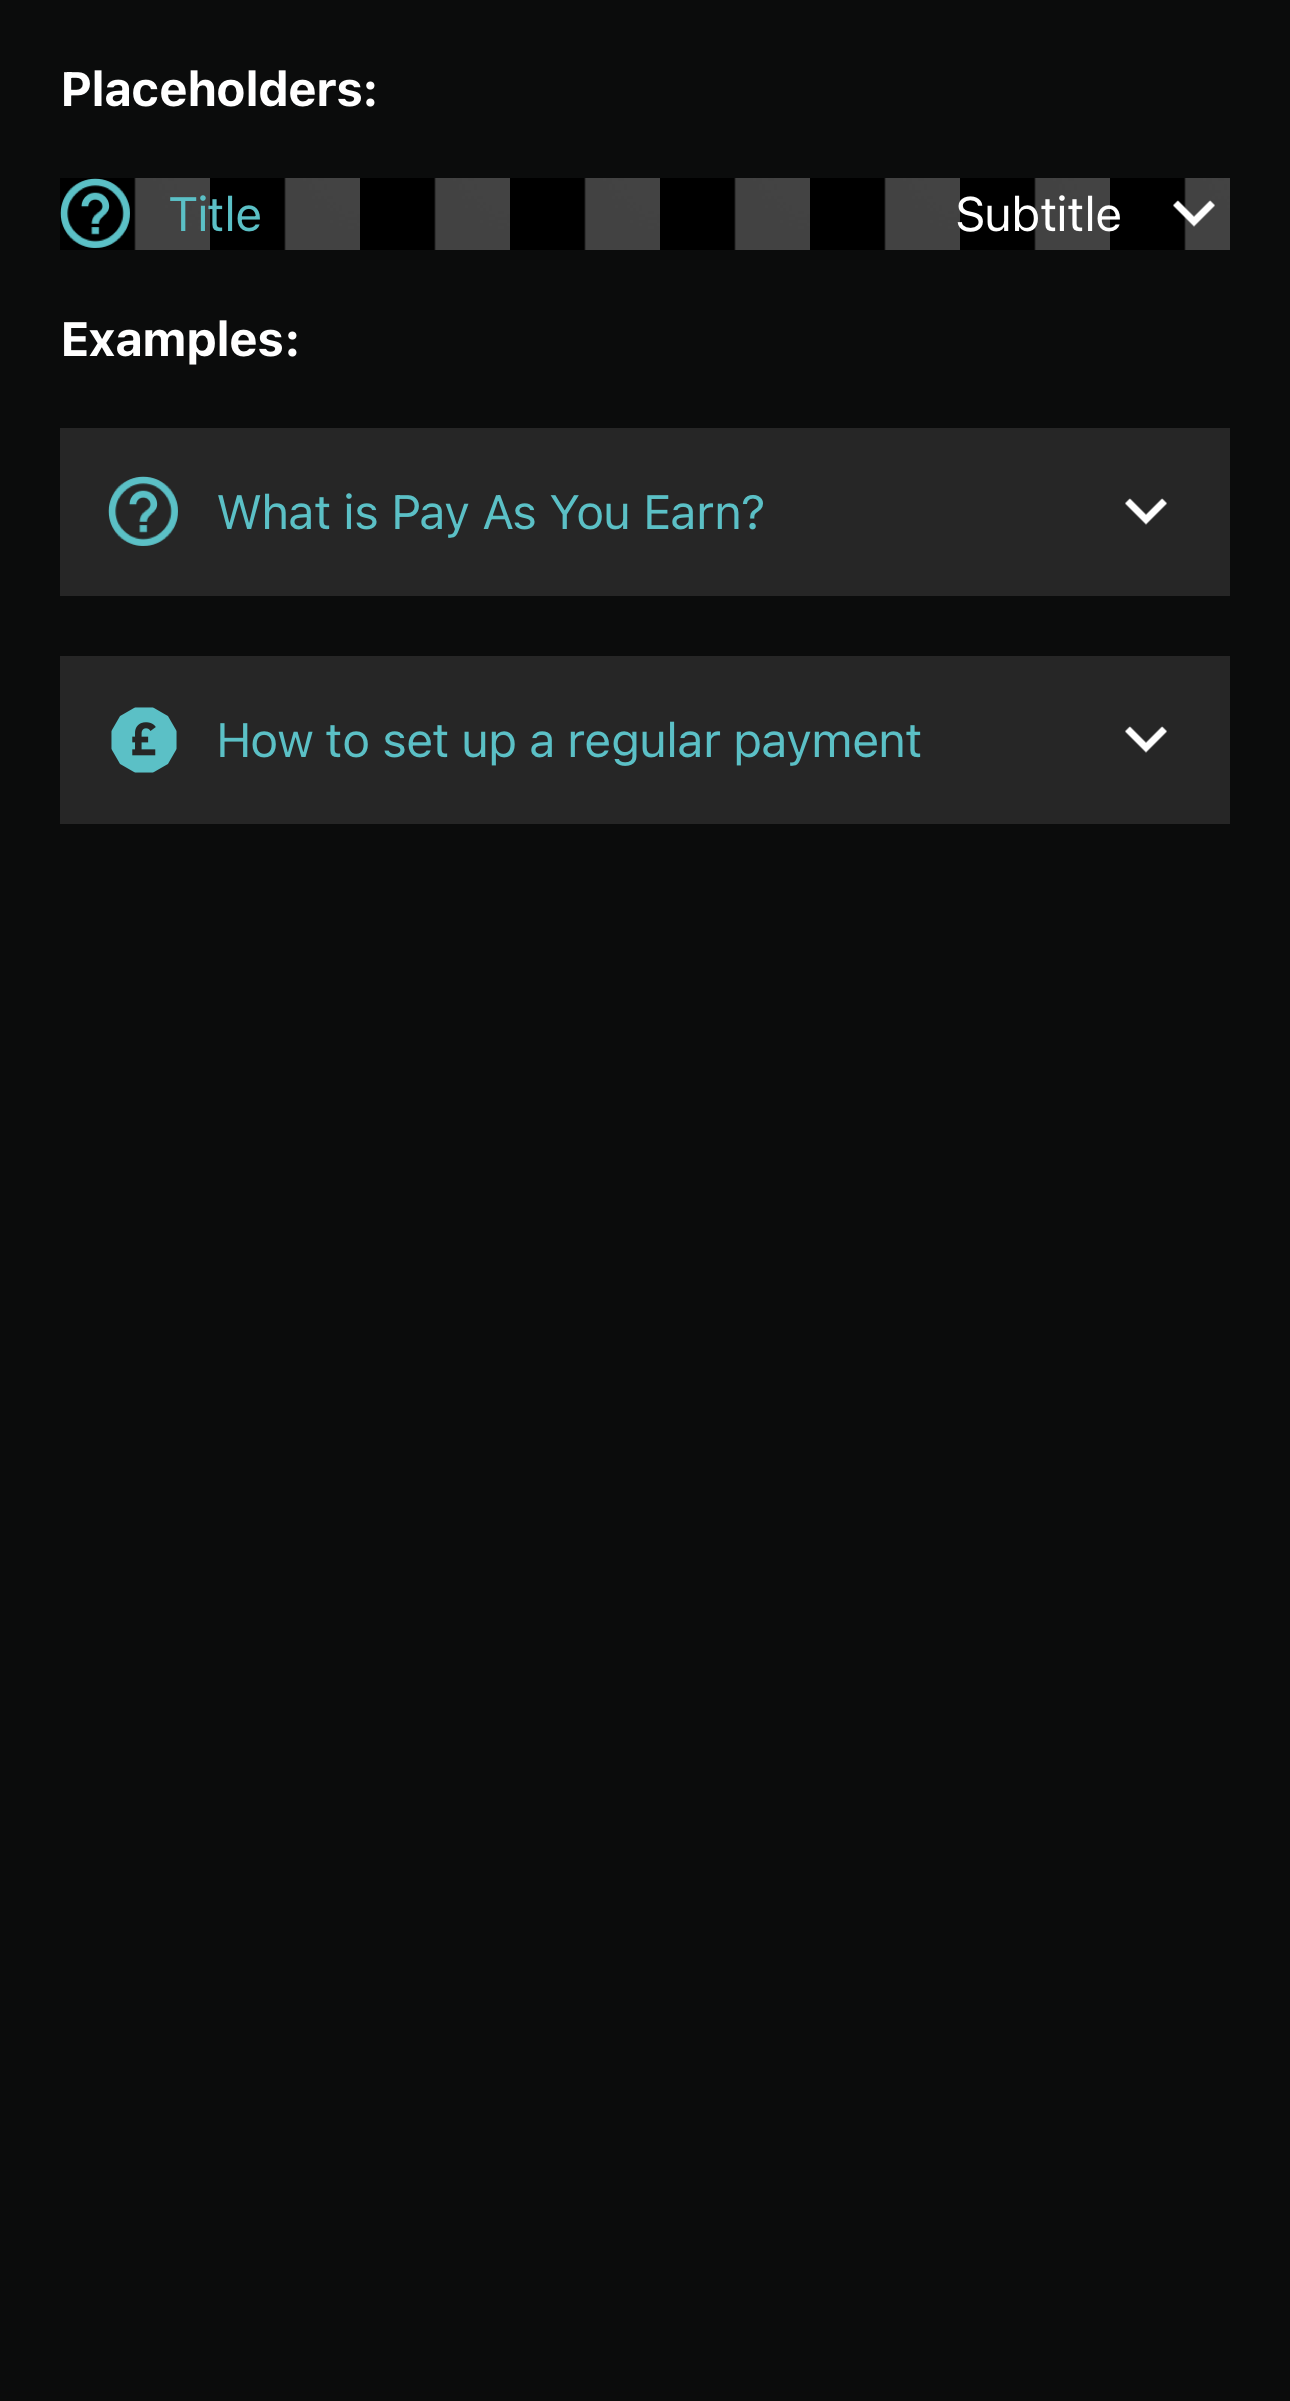 Placeholders:
Title Subtitle
Examples:
What is Pay As You Earn?
£ How to set up a regular payment